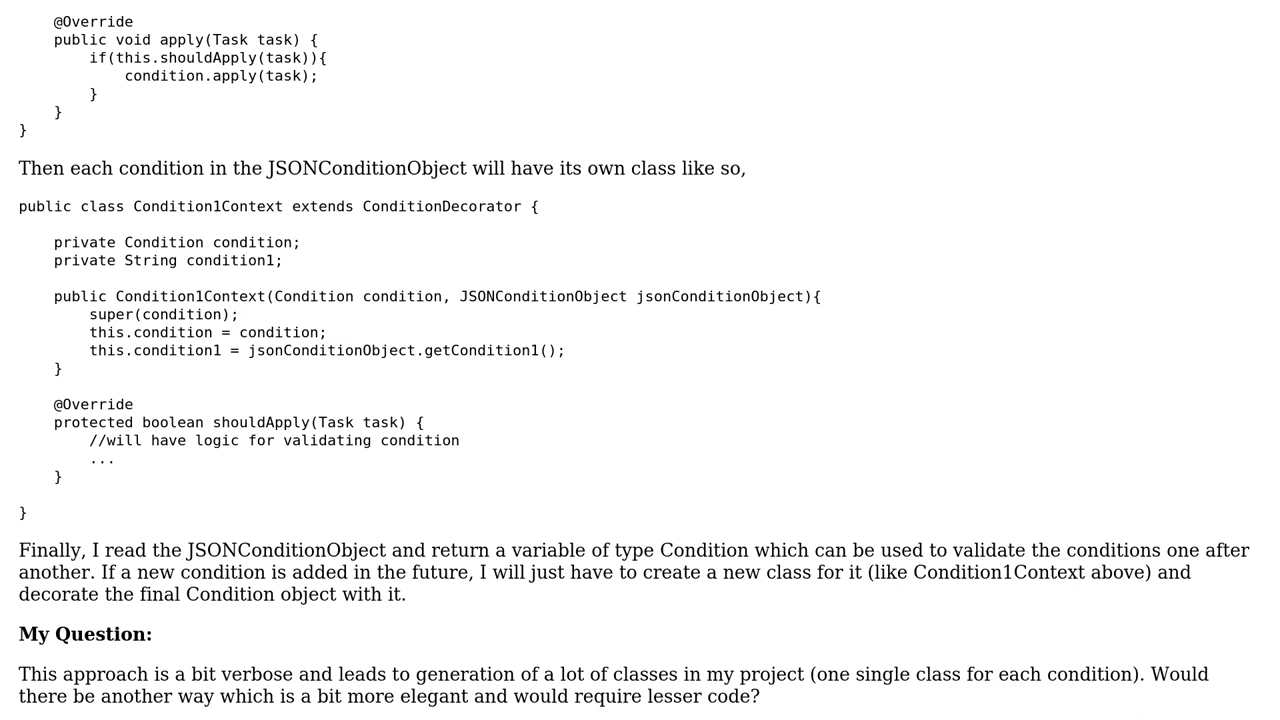 @Override
    public void apply(Task task) {
        if(this.shouldApply(task)){
            condition.apply(task);
        }
    }
}
Then each condition in the JSONConditionObject will have its own class like so,
public class Condition1Context extends ConditionDecorator {
    private Condition condition;
    private String condition1;
    public Condition1Context(Condition condition, JSONConditionObject jsonConditionObject){
        super(condition);
        this.condition = condition;
        this.condition1 = jsonConditionObject.getCondition1();
    }
    @Override
    protected boolean shouldApply(Task task) {
        //will have logic for validating condition
        ...
    }
}
Finally, I read the JSONConditionObject and return a variable of type Condition which can be used to validate the conditions one after
another. If a new condition is added in the future, I will just have to create a new class for it (like Condition1Context above) and
decorate the final Condition object with it.
My Question:
This approach is a bit verbose and leads to generation of a lot of classes in my project (one single class for each condition). Would
there be another way which is a bit more elegant and would require lesser code?